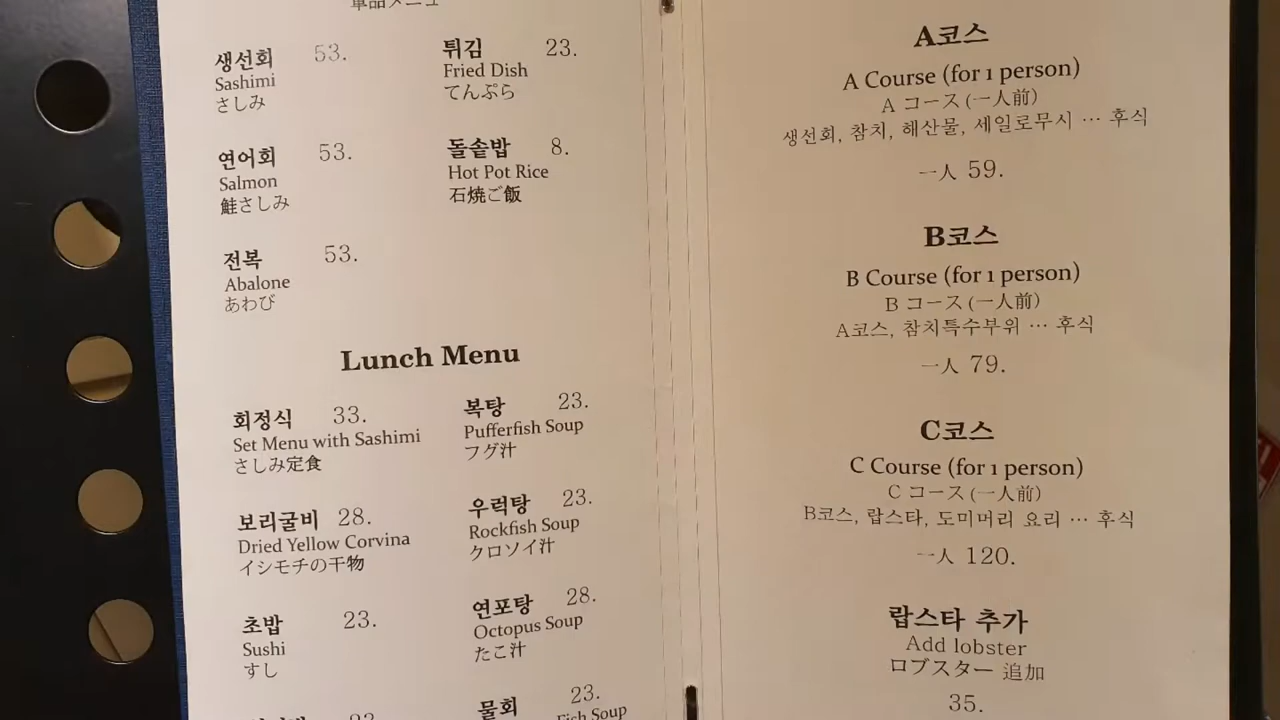 単品メニュー
생선회 53.
Sashimi
さしみ
튀김 23.
Fried Dish
てんぷら
연어회 53.
Salmon
鮭さしみ
돌솥밥 8.
Hot Pot Rice
石焼ご飯
전복 53.
Abalone
あわび
Lunch Menu
회정식 33.
Set Menu with Sashimi
さしみ定食
복탕 23.
Pufferfish Soup
フグ汁
보리굴비 28.
Dried Yellow Corvina
イシモチの干物
우럭탕 23.
Rockfish Soup
クロソイ汁
초밥 23.
Sushi
すし
연포탕 28.
Octopus Soup
たこ汁
물회 23.
Fish Soup
A코스
A Course (for 1 person)
A コース (一人前)
생선회, 참치, 해산물, 세일로무시 … 후식
一人 59.
B코스
B Course (for 1 person)
B コース (一人前)
A코스, 참치특수부위 … 후식
一人 79.
C코스
C Course (for 1 person)
C コース (一人前)
B코스, 랍스타, 도미머리 요리 … 후식
一人 120.
랍스타 추가
Add lobster
ロブスター 追加
35.